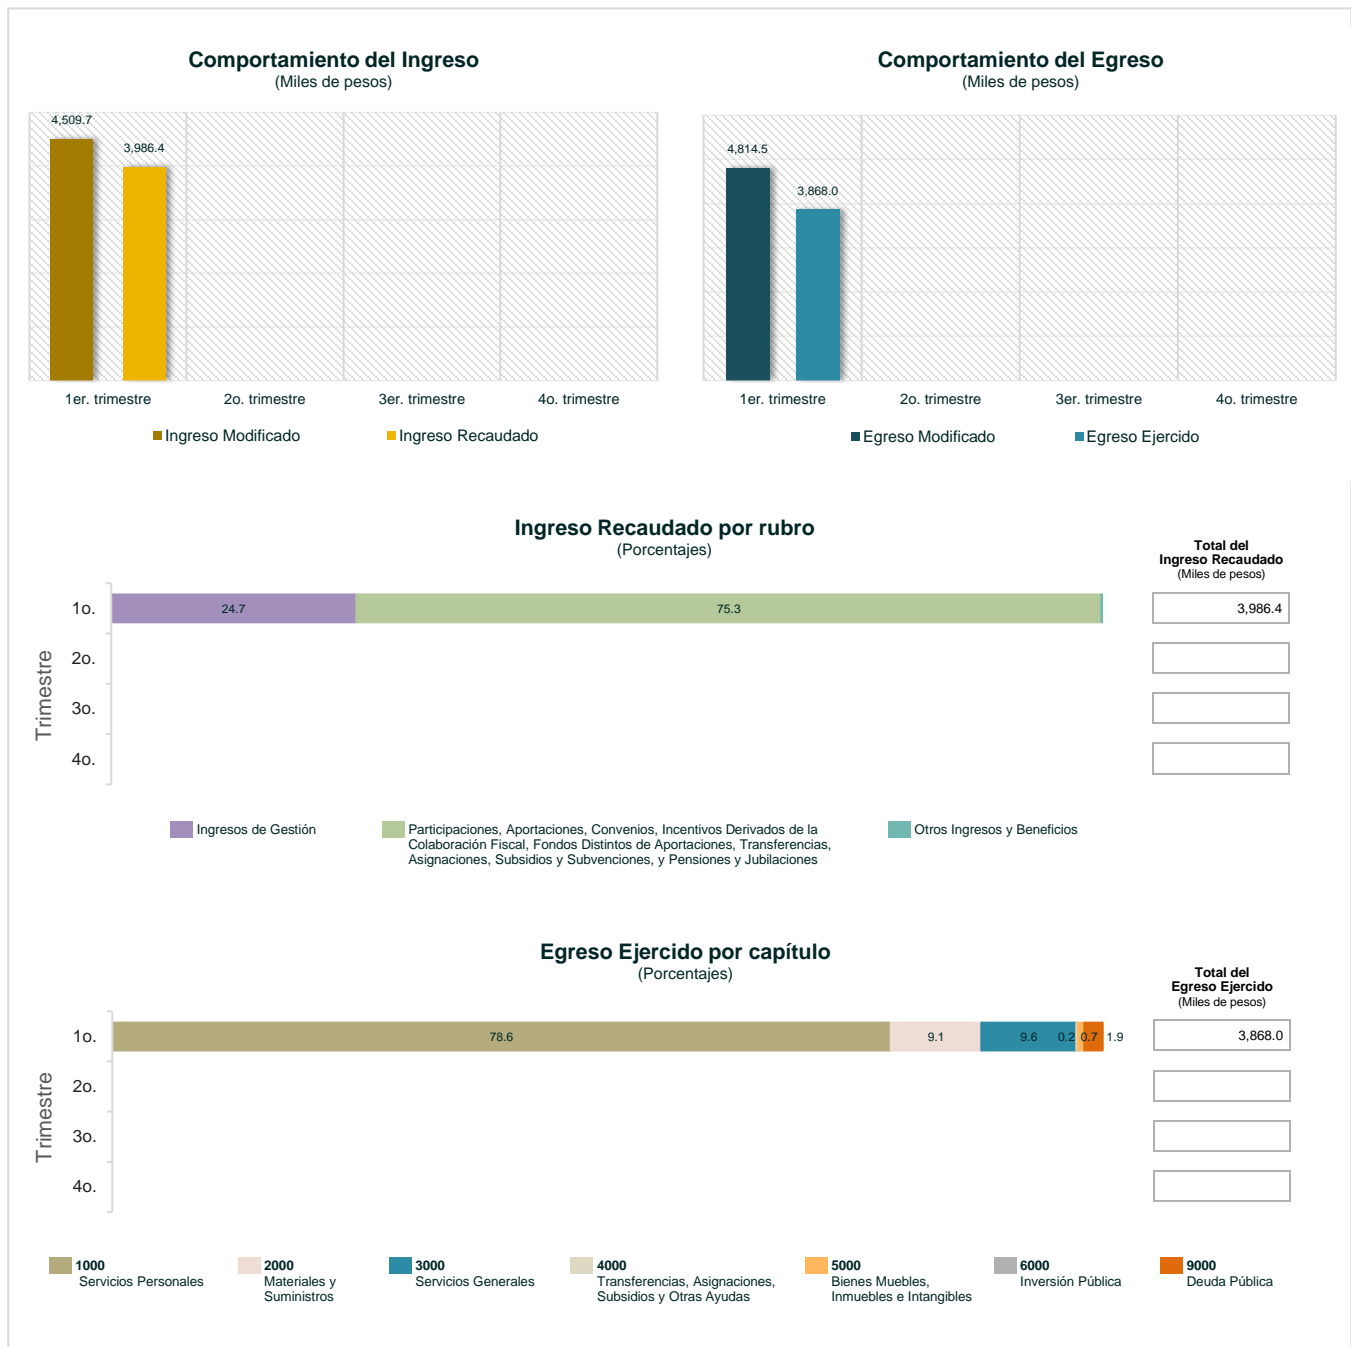 Comportamiento del Ingreso
(Miles de pesos)
4,509.7
3,986.4
1er. trimestre
2o. trimestre
3er. trimestre
4o. trimestre
Ingreso Modificado
Ingreso Recaudado
Comportamiento del Egreso
(Miles de pesos)
4,814.5
3,868.0
1er. trimestre
2o. trimestre
3er. trimestre
4o. trimestre
Egreso Modificado
Egreso Ejercido
Ingreso Recaudado por rubro
(Porcentajes)
Total del
Ingreso Recaudado
(Miles de pesos)
Trimestre
1o.
24.7
75.3
3,986.4
2o.
3o.
4o.
Ingresos de Gestión
Participaciones, Aportaciones, Convenios, Incentivos Derivados de la
Colaboración Fiscal, Fondos Distintos de Aportaciones, Transferencias,
Asignaciones, Subsidios y Subvenciones, y Pensiones y Jubilaciones
Otros Ingresos y Beneficios
Egreso Ejercido por capítulo
(Porcentajes)
Total del
Egreso Ejercido
(Miles de pesos)
Trimestre
1o.
78.6
9.1
9.6
0.2
0.7
1.9
3,868.0
2o.
3o.
4o.
1000
Servicios Personales
2000
Materiales y
Suministros
3000
Servicios Generales
4000
Transferencias, Asignaciones,
Subsidios y Otras Ayudas
5000
Bienes Muebles,
Inmuebles e Intangibles
6000
Inversión Pública
9000
Deuda Pública